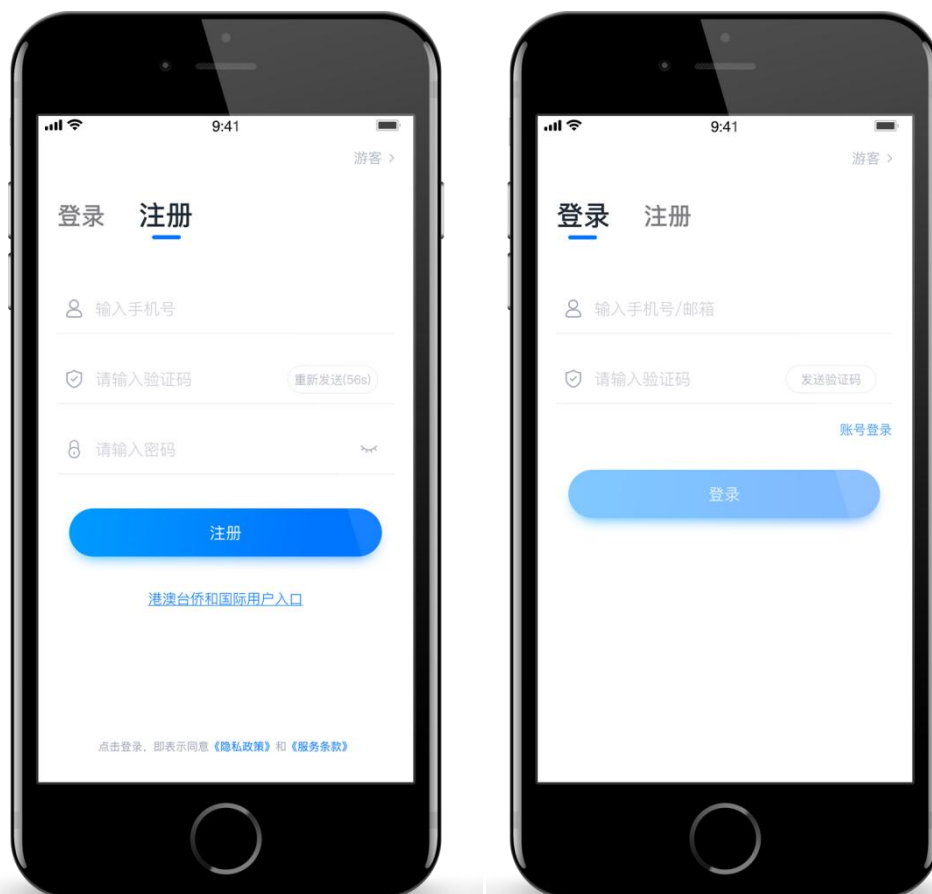 9:41
游客 >
登录 注册
输入手机号
请输入验证码 重新发送(56s)
请输入密码
注册
港澳台侨和国际用户入口
点击登录，即表示同意《隐私政策》和《服务条款》
9:41
游客 >
登录 注册
输入手机号/邮箱
请输入验证码 发送验证码
账号登录
登录